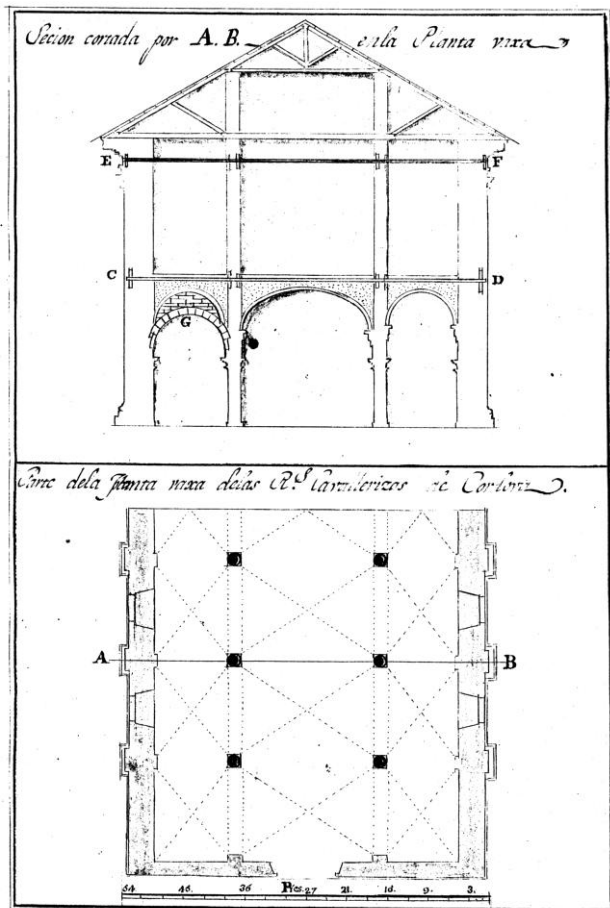 Secion cortada por A. B. en la Planta vaxa
E F
C D
G
Parte dela Planta vaxa delas R.s Cavallerizas de Cordova.
A B
54. 45. 36 Pies. 27 21. 18. 9. 3.